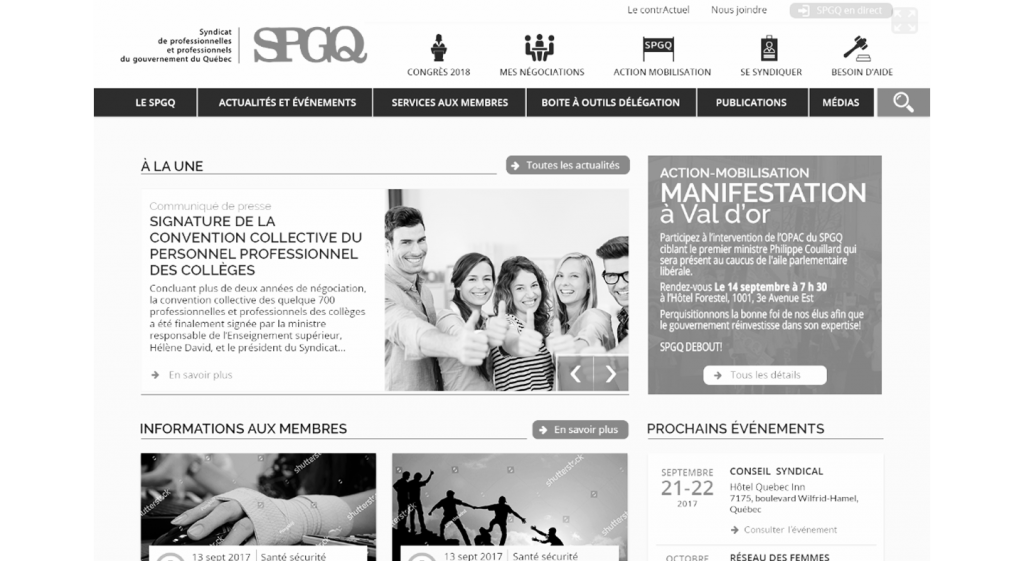 Le contrActuel
Nous joindre
SPGQ en direct
Syndicat
de professionnelles
et professionnels
du gouvernement du Québec
SPGQ
SPGQ
CONGRÈS 2018
MES NÉGOCIATIONS
ACTION MOBILISATION
SE SYNDIQUER
BESOIN D'AIDE
LE SPGQ
ACTUALITÉS ET ÉVÉNEMENTS
SERVICES AUX MEMBRES
BOITE À OUTILS DÉLÉGATION
PUBLICATIONS
MÉDIAS
À LA UNE
Toutes les actualités
Communiqué de presse
SIGNATURE DE LA
CONVENTION COLLECTIVE DU
PERSONNEL PROFESSIONNEL
DES COLLÈGES
Concluant plus de deux années de négociation,
la convention collective des quelque 700
professionnelles et professionnels des collèges
a été finalement signée par la ministre
responsable de l'Enseignement supérieur,
Hélène David, et le président du Syndicat...
En savoir plus
ACTION-MOBILISATION
MANIFESTATION
à Val d'or
Participez à l'intervention de l'OPAC du SPGQ
ciblant le premier ministre Philippe Couillard qui
sera présent au caucus de l'aile parlementaire
libérale.
Rendez-vous Le 14 septembre à 7 h 30
à l'Hôtel Forestel, 1001, 3e Avenue Est
Perquisitionnons la bonne foi de nos élus afin que
le gouvernement réinvestisse dans son expertise!
SPGQ DEBOUT!
Tous les détails
INFORMATIONS AUX MEMBRES
En savoir plus
shutterstock
shutterstock
shutterstock
shutterstock
13 sept 2017 | Santé sécurité
13 sept 2017 | Santé sécurité
PROCHAINS ÉVÉNEMENTS
SEPTEMBRE
21-22
2017
CONSEIL SYNDICAL
Hôtel Quebec Inn
7175, boulevard Wilfrid-Hamel,
Québec
Consulter l'événement
OCTOBRE
RÉSEAU DES FEMMES